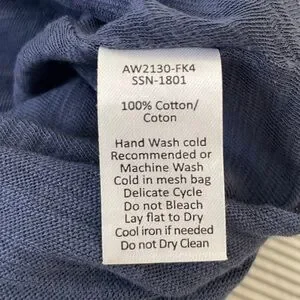 AW2130-FK4
SSN-1801
100% Cotton/
Coton
Hand Wash cold
Recommended or
Machine Wash
Cold in mesh bag
Delicate Cycle
Do not Bleach
Lay flat to Dry
Cool iron if needed
Do not Dry Clean